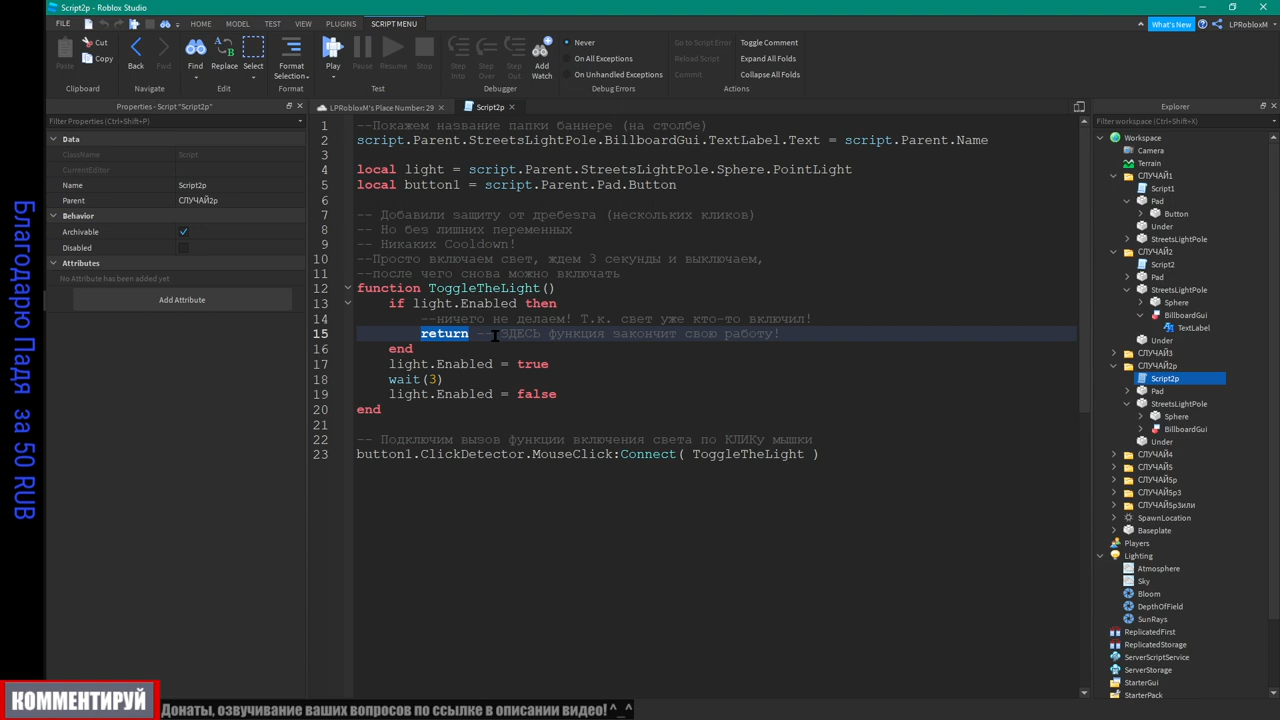 Script2p - Roblox Studio
FILE
HOME
MODEL
TEST
VIEW
PLUGINS
SCRIPT MENU
What's New
LPRobloxM
Paste
Cut
Copy
Clipboard
Back
Fwd
Navigate
Find
Replace
Select
Edit
Format
Selection
Format
Play
Pause
Resume
Stop
Test
Step
Into
Step
Over
Step
Out
Add
Watch
Debugger
Never
On All Exceptions
On Unhandled Exceptions
Debug Errors
Go to Script Error
Reload Script
Commit
Toggle Comment
Expand All Folds
Collapse All Folds
Actions
Properties - Script "Script2p"
Filter Properties (Ctrl+Shift+P)
Data
ClassName Script
CurrentEditor
Name Script2p
Parent СЛУЧАЙ2р
Behavior
Archivable
Disabled
Attributes
No Attribute has been added yet
Add Attribute
LPRobloxM's Place Number: 29
Script2p
1 --Покажем название папки баннере (на столбе)
2 script.Parent.StreetsLightPole.BillboardGui.TextLabel.Text = script.Parent.Name
3
4 local light = script.Parent.StreetsLightPole.Sphere.PointLight
5 local button1 = script.Parent.Pad.Button
6
7 -- Добавили защиту от дребезга (нескольких кликов)
8 -- Но без лишних переменных
9 -- Никаких Cooldown!
10 --Просто включаем свет, ждем 3 секунды и выключаем,
11 --после чего снова можно включать
12 function ToggleTheLight()
13 if light.Enabled then
14 --ничего не делаем! Т.к. свет уже кто-то включил!
15 return -- ЗДЕСЬ функция закончит свою работу!
16 end
17 light.Enabled = true
18 wait(3)
19 light.Enabled = false
20 end
21
22 -- Подключим вызов функции включения света по КЛИКу мышки
23 button1.ClickDetector.MouseClick:Connect( ToggleTheLight )
Explorer
Filter workspace (Ctrl+Shift+X)
Workspace
Camera
Terrain
СЛУЧАЙ1
Script1
Pad
Button
Under
StreetsLightPole
СЛУЧАЙ2
Script2
Pad
StreetsLightPole
Sphere
BillboardGui
TextLabel
Under
СЛУЧАЙ3
СЛУЧАЙ2р
Script2p
Pad
StreetsLightPole
Sphere
BillboardGui
Under
СЛУЧАЙ4
СЛУЧАЙ5
СЛУЧАЙ5р
СЛУЧАЙ5р3
СЛУЧАЙ5р3или
SpawnLocation
Baseplate
Players
Lighting
Atmosphere
Sky
Bloom
DepthOfField
SunRays
ReplicatedFirst
ReplicatedStorage
ServerScriptService
ServerStorage
StarterGui
StarterPack
Благодарю Падя за 50 RUB
КОММЕНТИРУЙ
Донаты, озвучивание ваших вопросов по ссылке в описании видео! ^_^